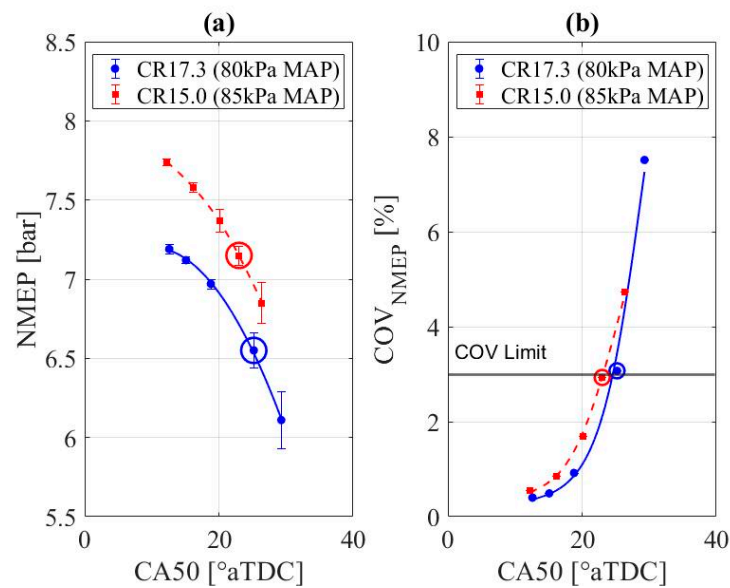 (a)
8.5
CR17.3 (80kPa MAP)
CR15.0 (85kPa MAP)
8
7.5
7
6.5
6
5.5
0
20
40
NMEP [bar]
CA50 [°aTDC]
(b)
10
CR17.3 (80kPa MAP)
CR15.0 (85kPa MAP)
8
6
4
COV Limit
2
0
0
20
40
COV_NMEP [%]
CA50 [°aTDC]